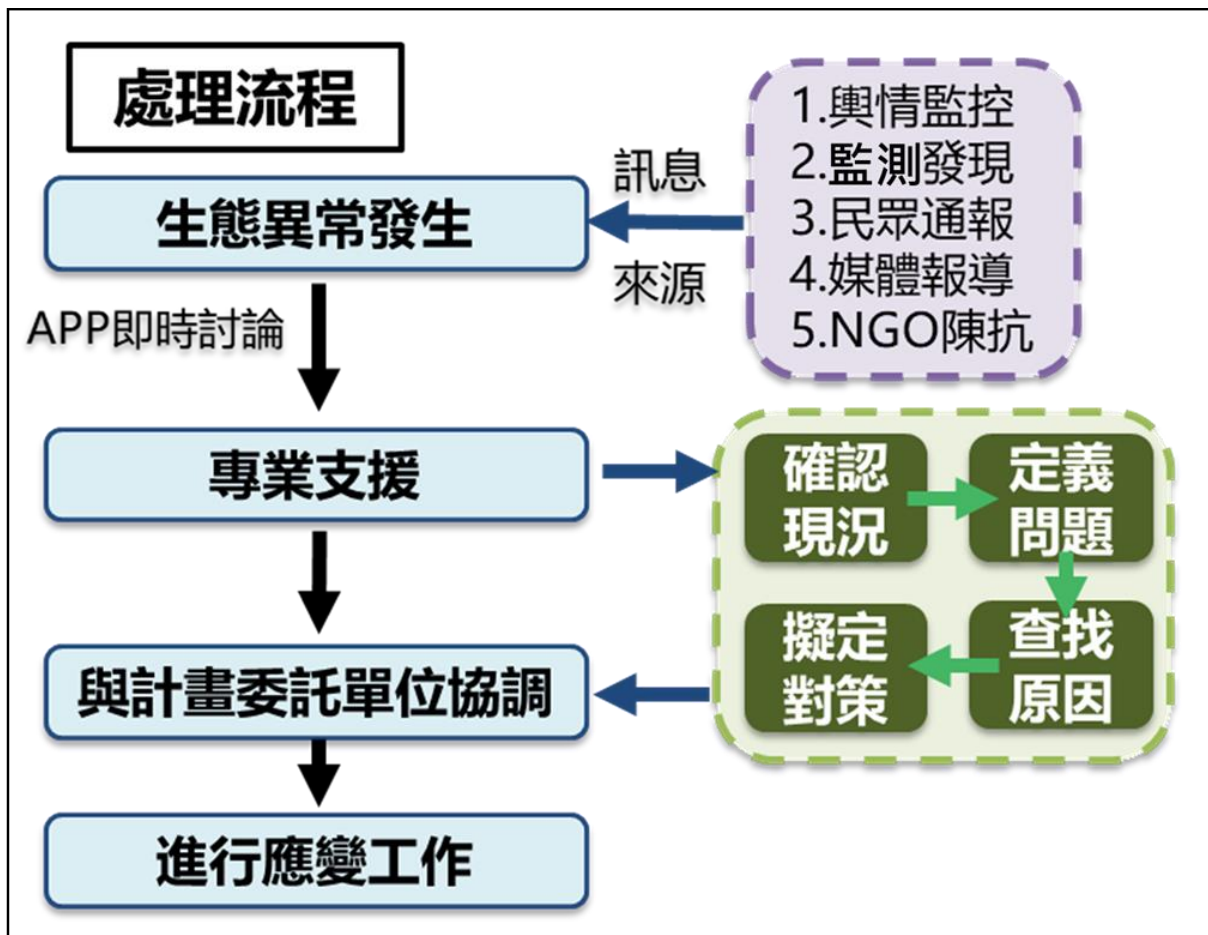 處理流程
1.輿情監控
2.監測發現
3.民眾通報
4.媒體報導
5.NGO陳抗
訊息
來源
生態異常發生
APP即時討論
專業支援
確認
現況
定義
問題
查找
原因
擬定
對策
與計畫委託單位協調
進行應變工作